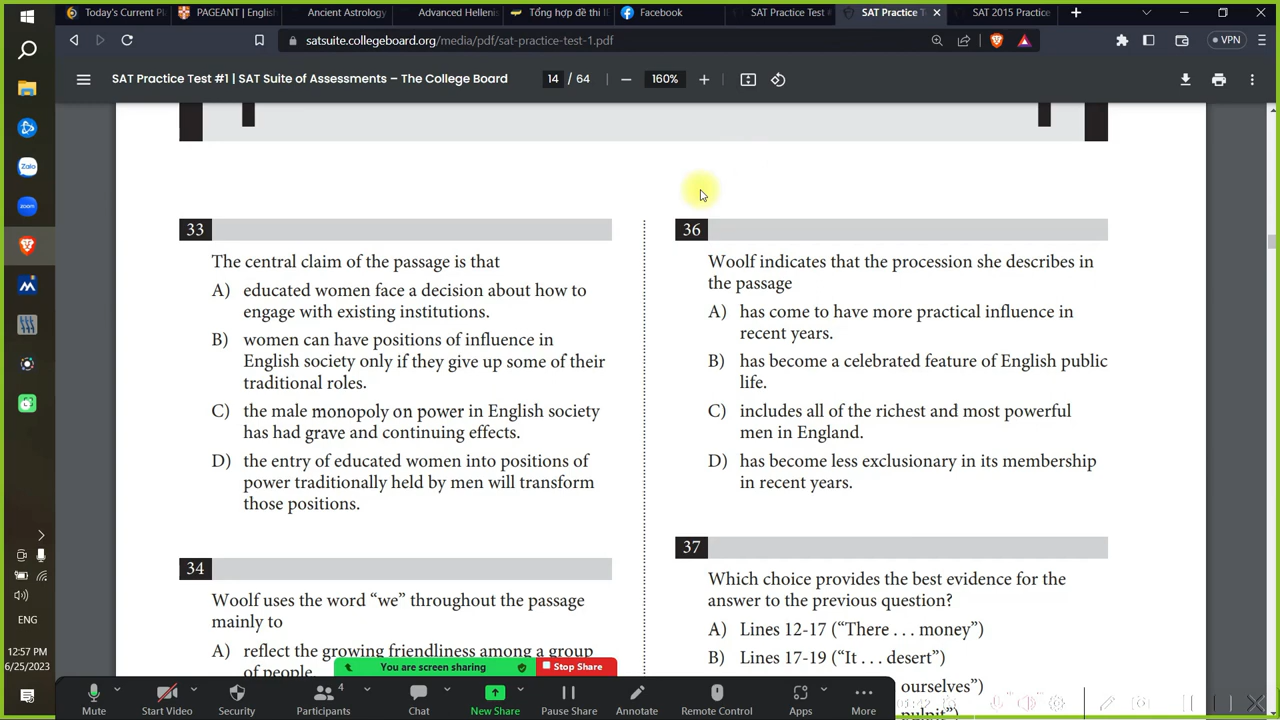 Today's Current Pl
PAGEANT | English
Ancient Astrology
Advanced Hellenis
Tổng hợp đề thi IE
Facebook
SAT Practice Test #
SAT Practice T
SAT 2015 Practice
satsuite.collegeboard.org/media/pdf/sat-practice-test-1.pdf
VPN
SAT Practice Test #1 | SAT Suite of Assessments – The College Board
14 / 64
160%
33
The central claim of the passage is that
A) educated women face a decision about how to
engage with existing institutions.
B) women can have positions of influence in
English society only if they give up some of their
traditional roles.
C) the male monopoly on power in English society
has had grave and continuing effects.
D) the entry of educated women into positions of
power traditionally held by men will transform
those positions.
34
Woolf uses the word “we” throughout the passage
mainly to
A) reflect the growing friendliness among a group
of people.
36
Woolf indicates that the procession she describes in
the passage
A) has come to have more practical influence in
recent years.
B) has become a celebrated feature of English public
life.
C) includes all of the richest and most powerful
men in England.
D) has become less exclusionary in its membership
in recent years.
37
Which choice provides the best evidence for the
answer to the previous question?
A) Lines 12-17 (“There . . . money”)
B) Lines 17-19 (“It . . . desert”)
ourselves”)
Zalo
zoom
ENG
12:57 PM
6/25/2023
You are screen sharing
Stop Share
Mute
Start Video
Security
4
Participants
Chat
New Share
Pause Share
Annotate
Remote Control
Apps
More